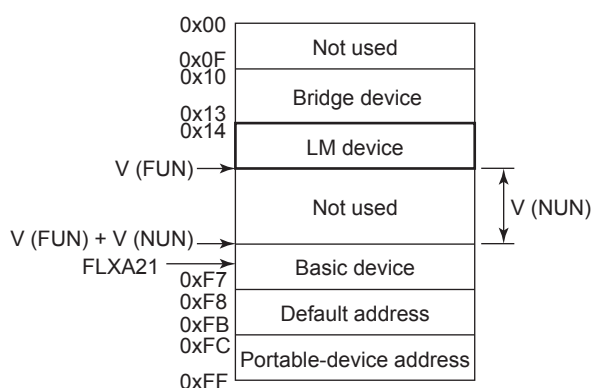 0x00
Not used
0x0F
0x10
Bridge device
0x13
0x14
LM device
V (FUN)
Not used
V (NUN)
V (FUN) + V (NUN)
FLXA21
Basic device
0xF7
0xF8
Default address
0xFB
0xFC
Portable-device address
0xFF